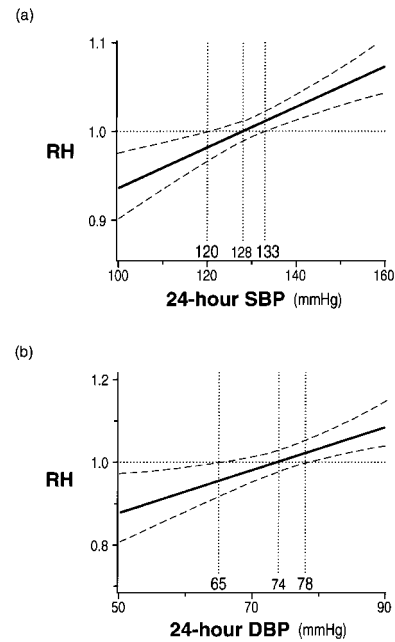 (a)
1.1
1.0
RH
0.9
120 128 133
100 120 140 160
24-hour SBP (mmHg)
(b)
1.2
1.0
RH
0.8
65 74 78
50 70 90
24-hour DBP (mmHg)